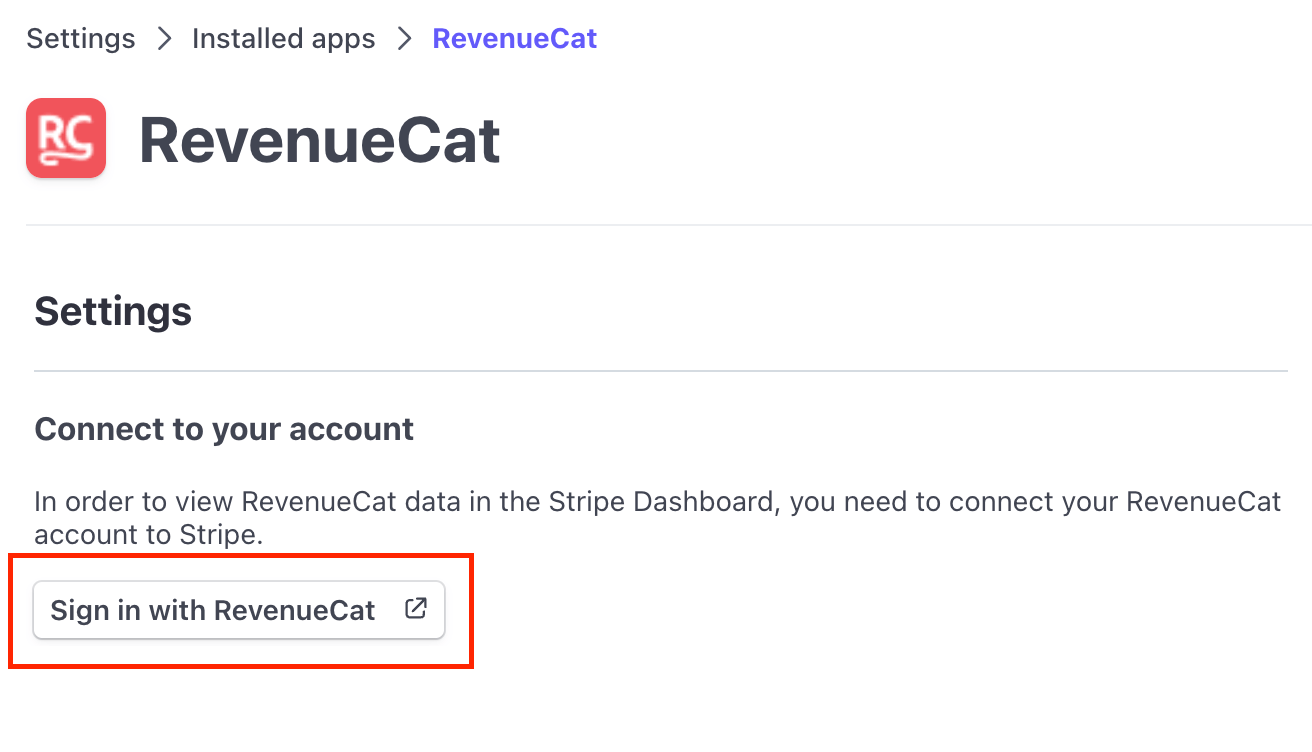 Settings > Installed apps > RevenueCat
RC
RevenueCat
Settings
Connect to your account
In order to view RevenueCat data in the Stripe Dashboard, you need to connect your RevenueCat
account to Stripe.
Sign in with RevenueCat